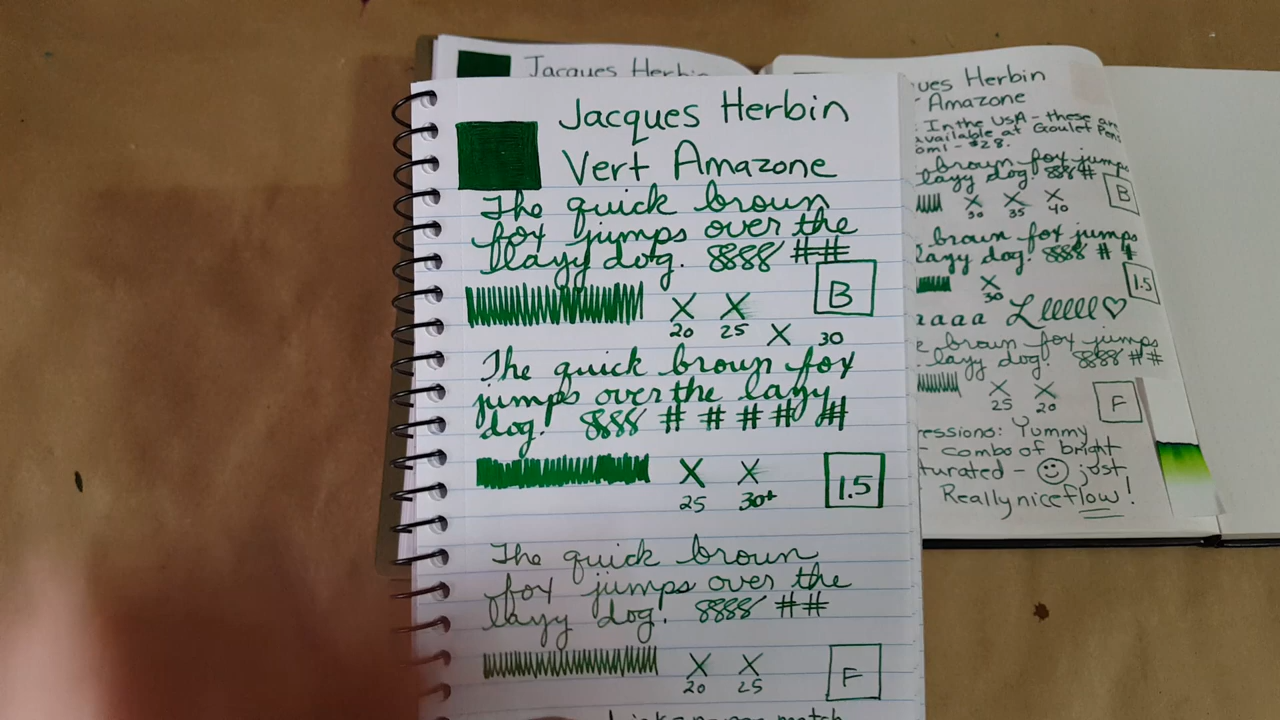 Jacques Herbin
Jacques Herbin
Vert Amazone
The quick brown
fox jumps over the
lazy dog. 8888 ##
B
X X X
20 25 30
The quick brown fox
jumps over the lazy
dog! 8888 # # # # #
X X
25 30+
1.5
The quick brown
fox jumps over the
lazy dog! 8888 ##
X X
20 25
F
ues Herbin
Amazone
In the USA - these are
available at Goulet Pens
0ml - $28.
brown fox jumps
lazy dog 888#
B
X X X
30 35 40
brown fox jumps
lazy dog! 8888 # #
1.5
X
30
aaaa Llllll♡
brown fox jumps
lazy dog! 8888 ##
X X
25 20
F
ressions: Yummy
- combo of bright
turated - ☺ just
Really nice flow!